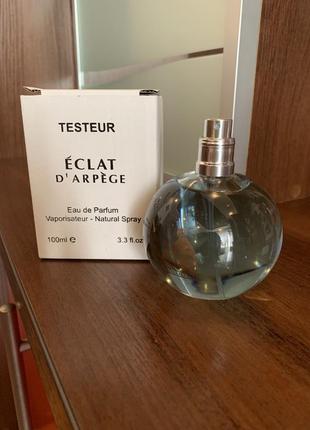 TESTEUR
ÉCLAT
D'ARPÈGE
Eau de Parfum
Vaporisateur - Natural Spray
100ml ℮ 3.3 fl.oz